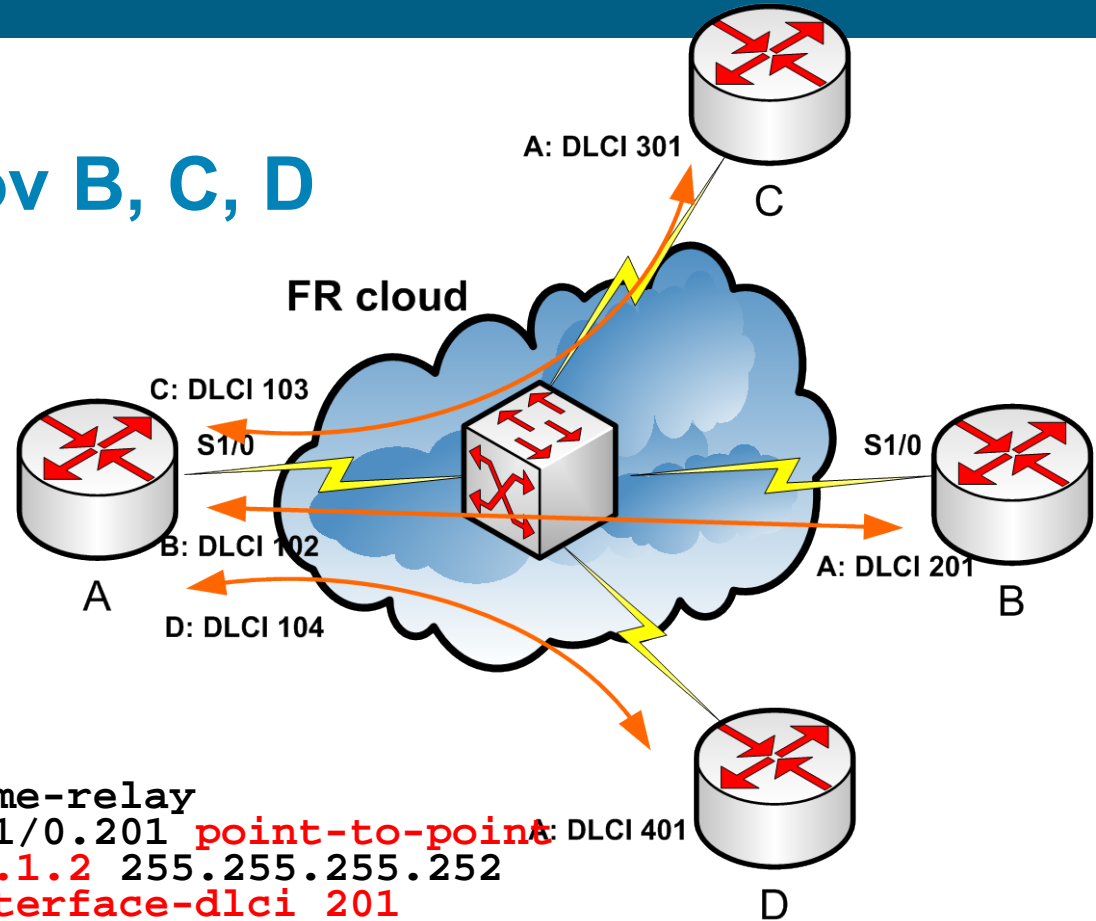 ov B, C, D
A: DLCI 301
C
FR cloud
C: DLCI 103
S1/0
S1/0
B: DLCI 102
A: DLCI 201
A
B
D: DLCI 104
me-relay
1/0.201 point-to-point
A: DLCI 401
.1.2 255.255.255.252
terface-dlci 201
D